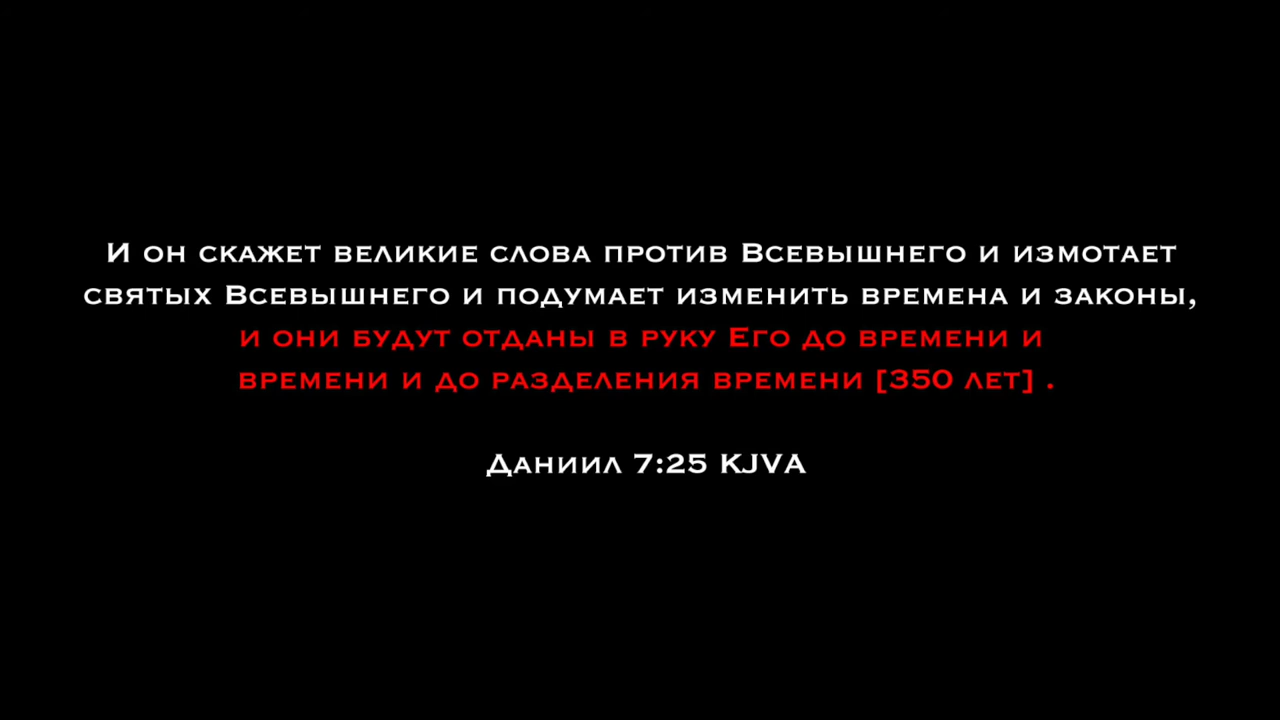 И он скажет великие слова против Всевышнего и измотает
святых Всевышнего и подумает изменить времена и законы,
и они будут отданы в руку Его до времени и
времени и до разделения времени [350 лет] .
Даниил 7:25 KJVA